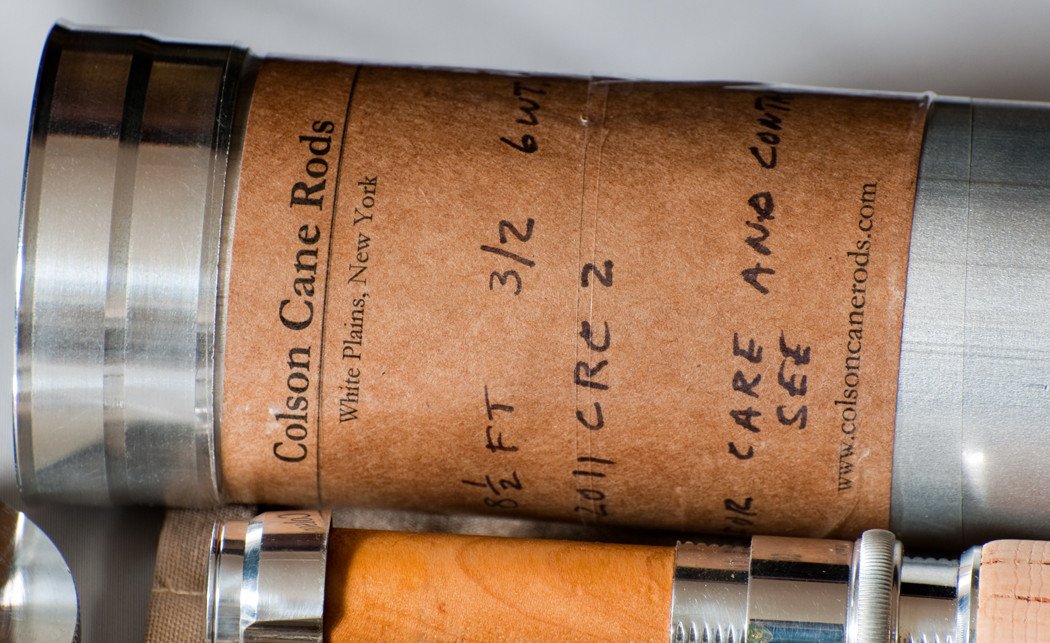 Colson Cane Rods
White Plains, New York
8½ FT 3/2 6WT.
2011 CRC 2
FOR CARE AND
SEE
www.colsoncanerods.com